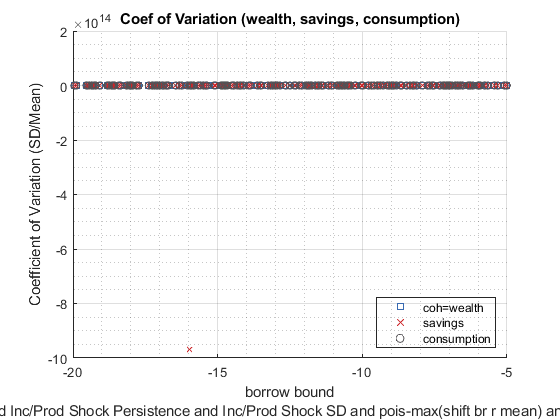 Coef of Variation (wealth, savings, consumption)
×10^14
2
0
-2
-4
-6
-8
-10
Coefficient of Variation (SD/Mean)
coh=wealth
savings
consumption
-20
-15
-10
-5
borrow bound
d Inc/Prod Shock Persistence and Inc/Prod Shock SD and pois-max(shift br r mean) an